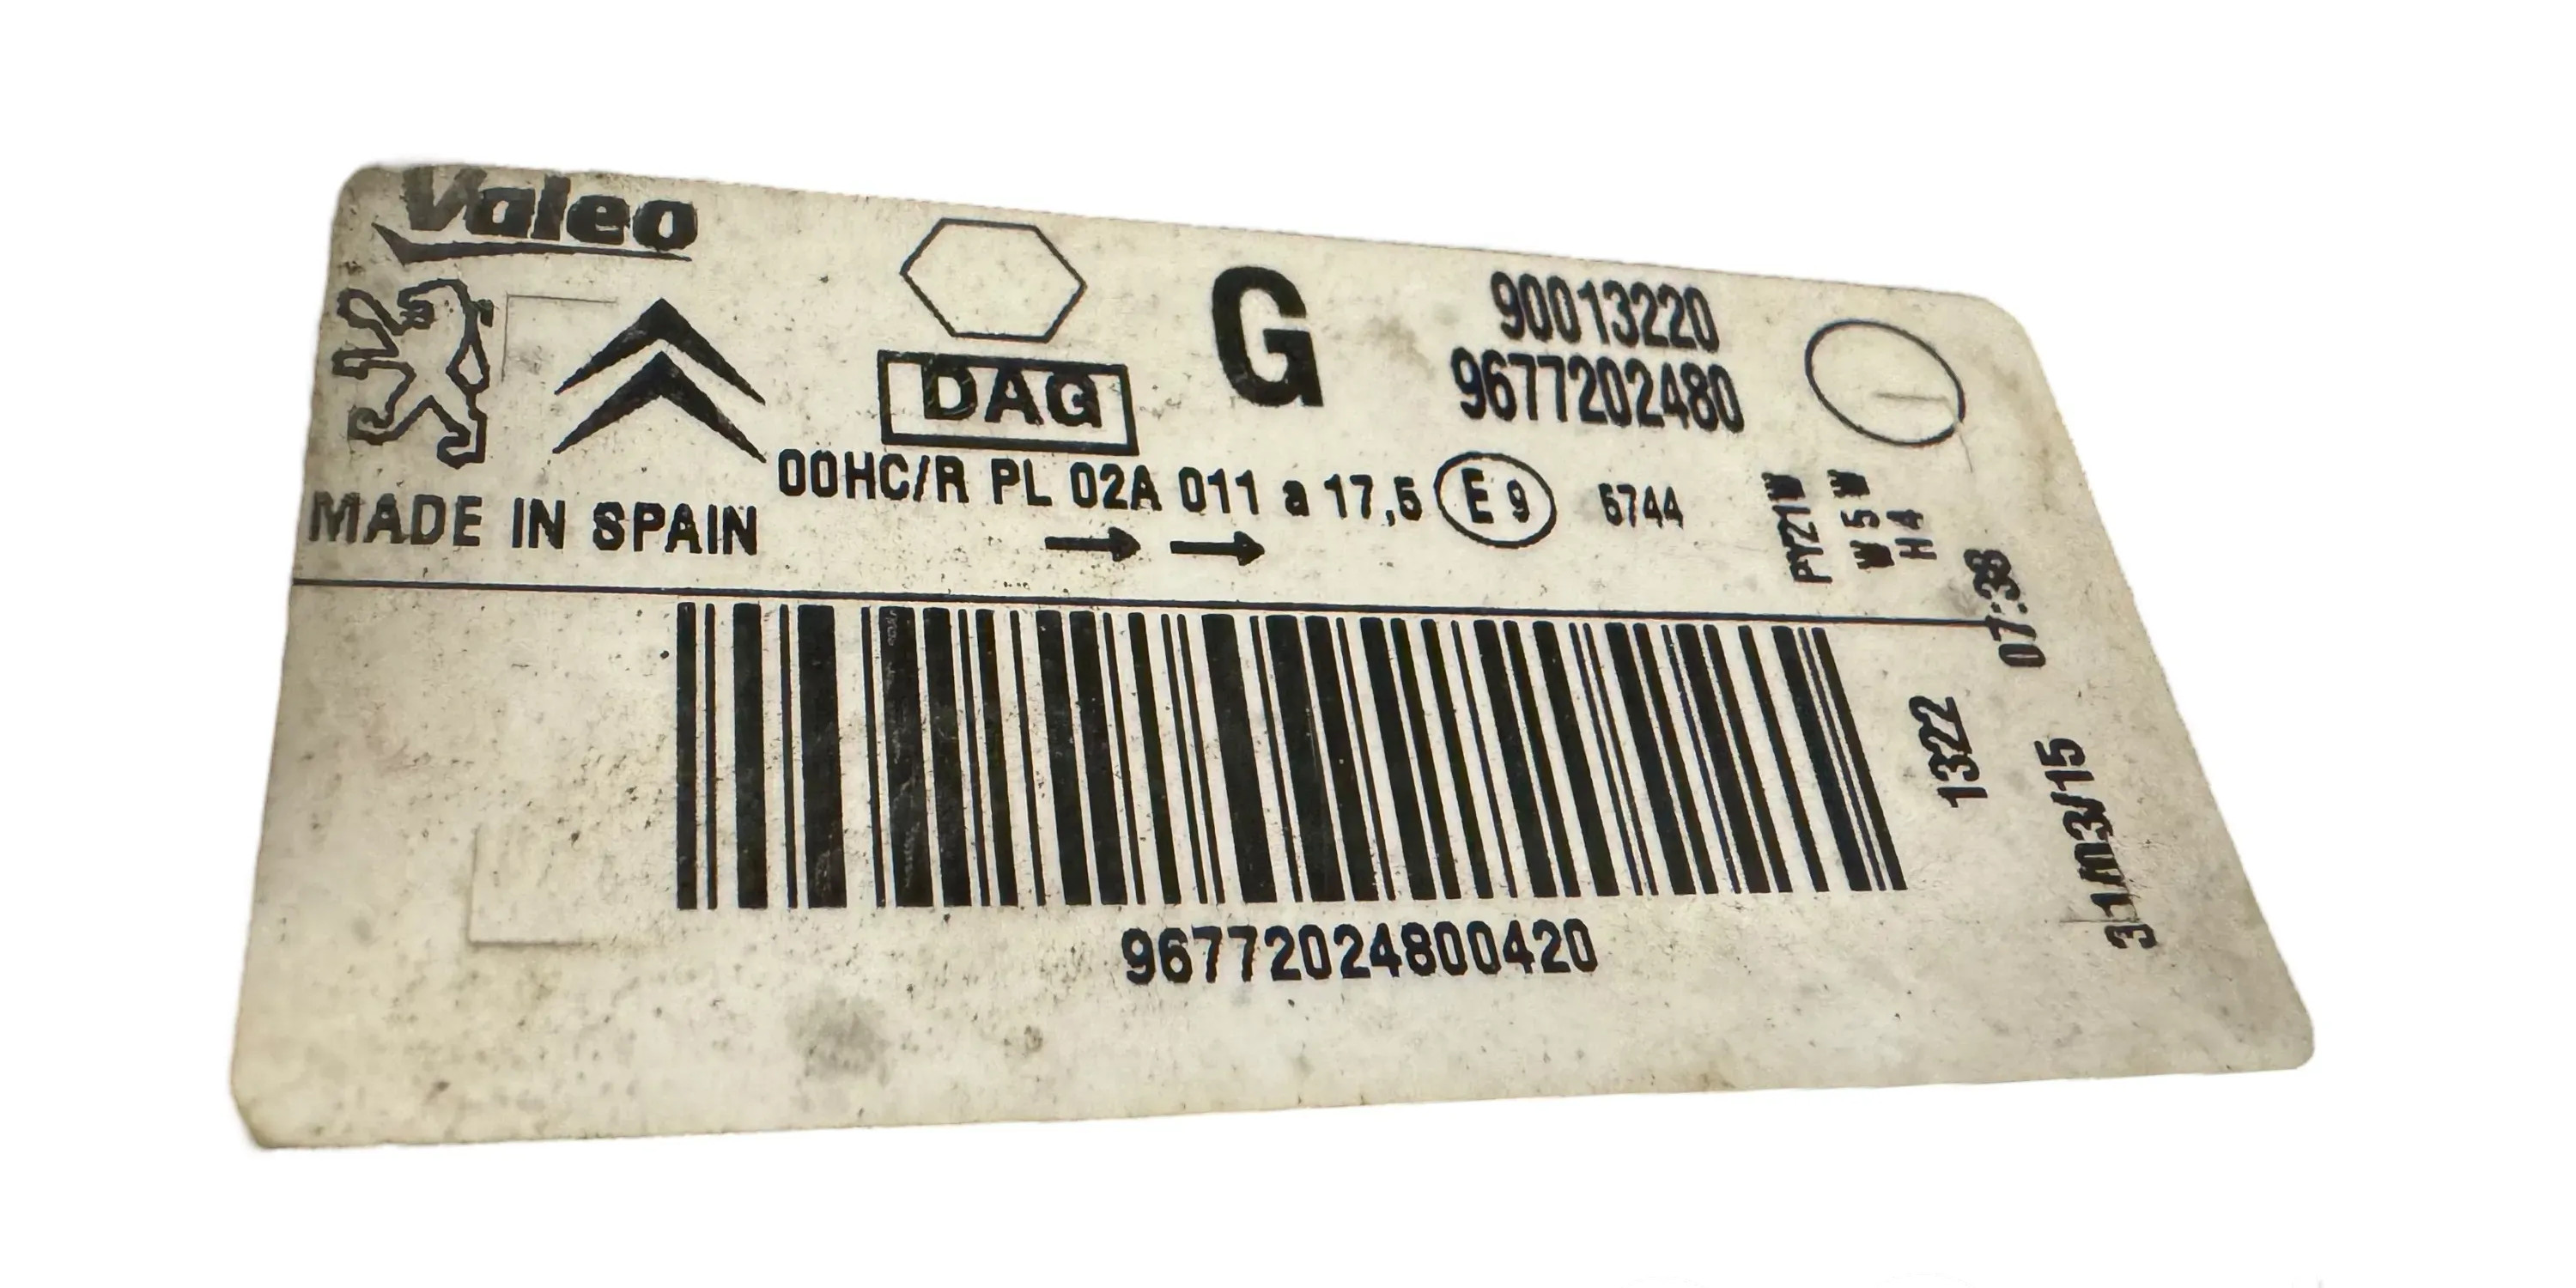 Valeo
DAG
G
90013220
9677202480
00HC/R PL 02A 011 a 17,5 E 9 5744
MADE IN SPAIN
PY21W
W5W
H4
07:38
1322
31/03/15
96772024800420